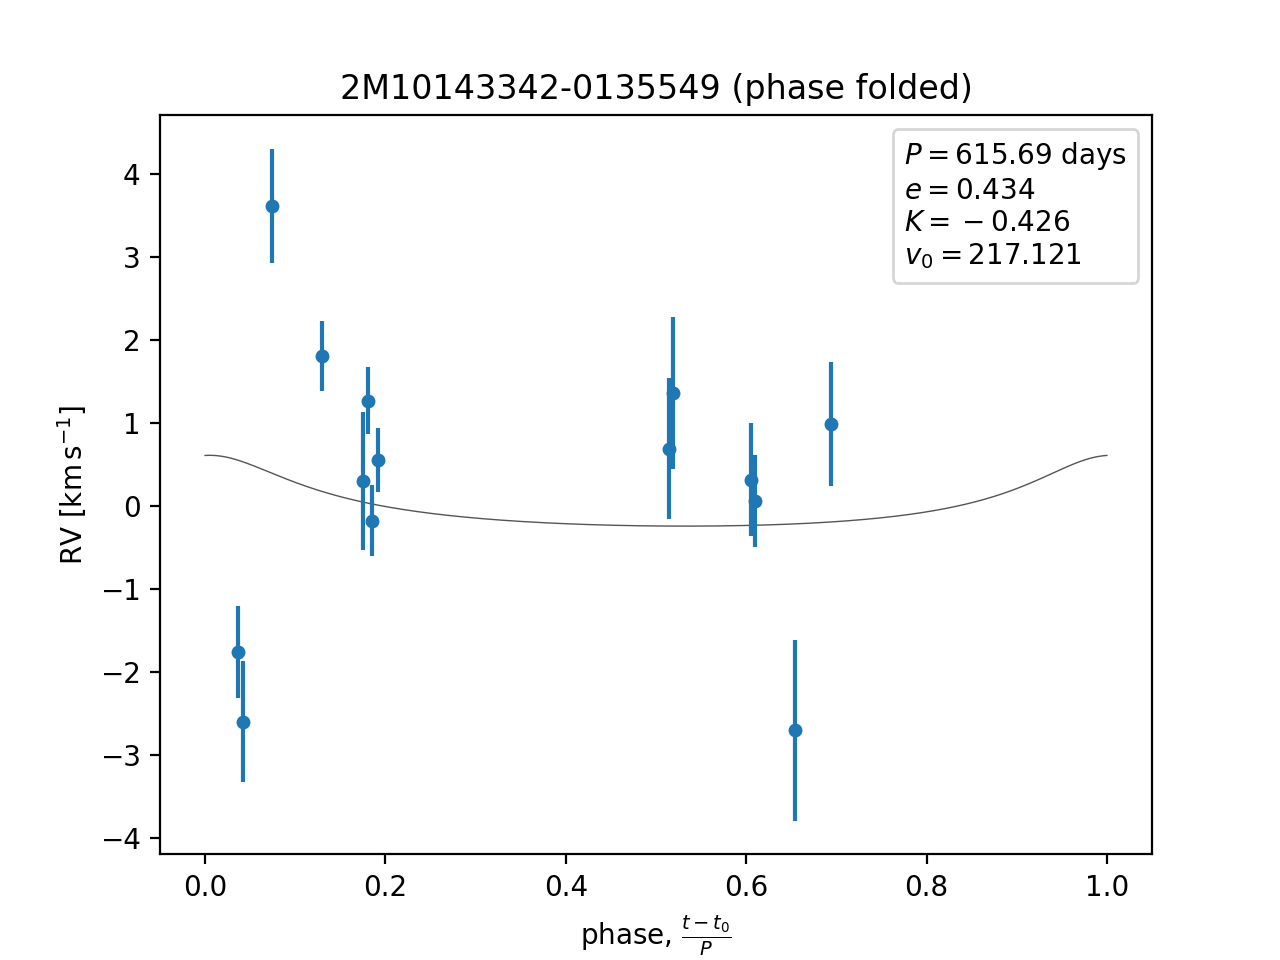 2M10143342-0135549 (phase folded)
P = 615.69 days
e = 0.434
K = −0.426
v₀ = 217.121
4
3
2
1
0
−1
−2
−3
−4
RV [km s⁻¹]
0.0 0.2 0.4 0.6 0.8 1.0
phase, (t − t₀)/P